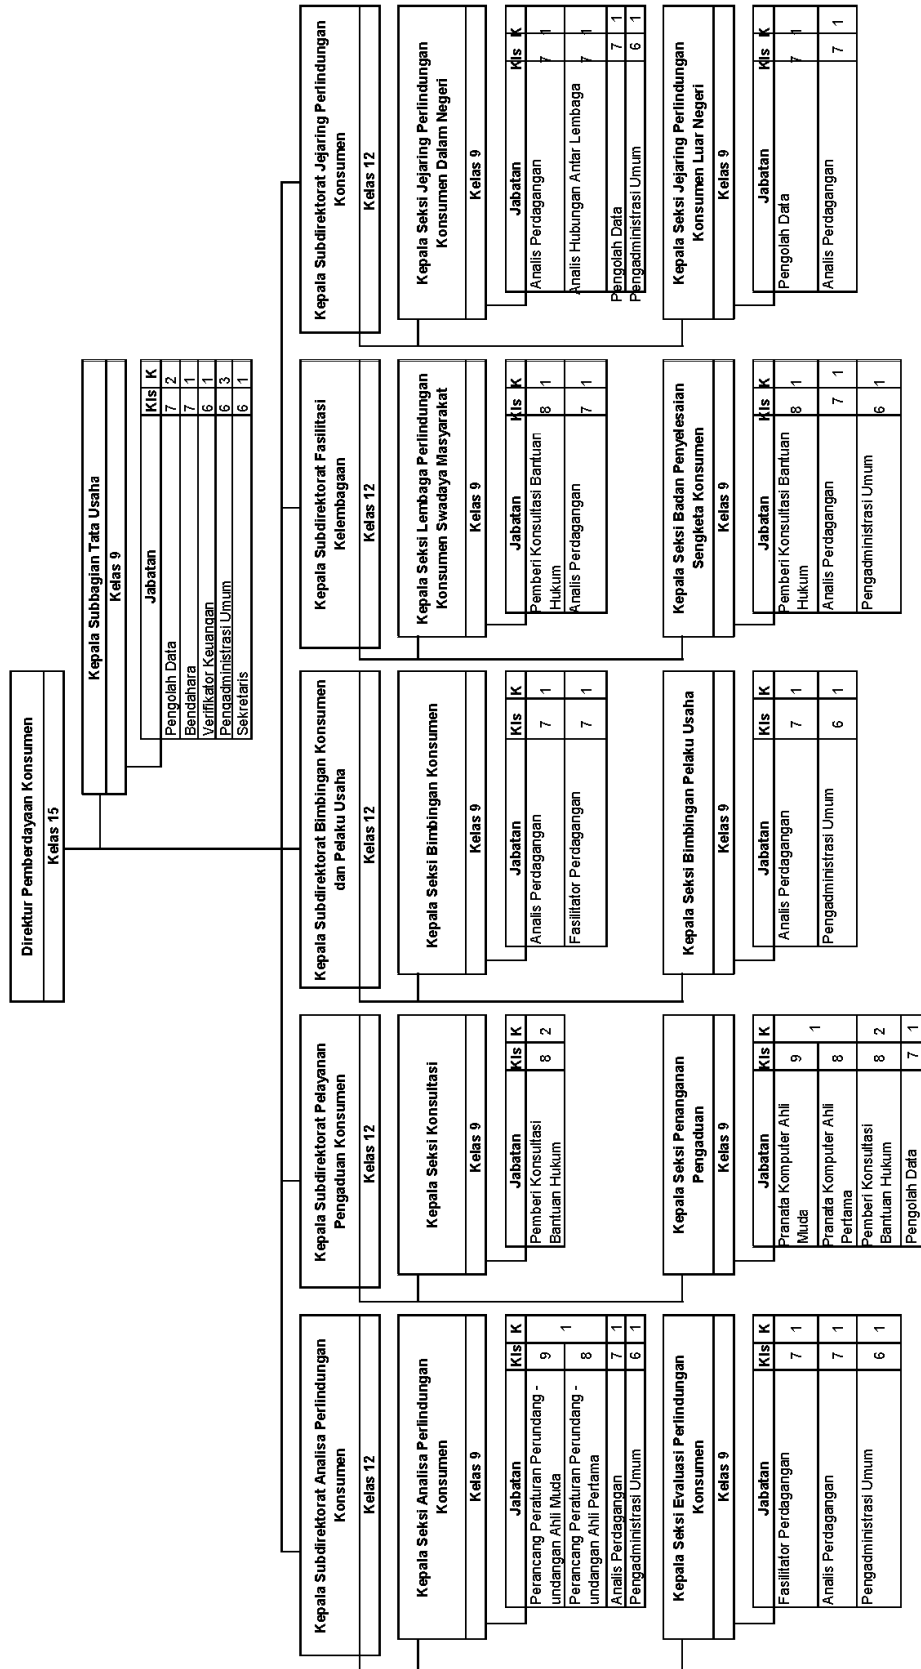 Direktur Pemberdayaan Konsumen
Kelas 15
Kepala Subbagian Tata Usaha
Kelas 9
Jabatan Kls K
Pengolah Data 7 2
Bendahara 7 1
Verifikator Keuangan 6 1
Pengadministrasi Umum 6 3
Sekretaris 6 1
Kepala Subdirektorat Analisa Perlindungan
Konsumen
Kelas 12
Kepala Seksi Analisa Perlindungan
Konsumen
Kelas 9
Jabatan Kls K
Perancang Peraturan Perundang -
undangan Ahli Muda 9 1
Perancang Peraturan Perundang -
undangan Ahli Pertama 8
Analis Perdagangan 7 1
Pengadministrasi Umum 6 1
Kepala Seksi Evaluasi Perlindungan
Konsumen
Kelas 9
Jabatan Kls K
Fasilitator Perdagangan 7 1
Analis Perdagangan 7 1
Pengadministrasi Umum 6 1
Kepala Subdirektorat Pelayanan
Pengaduan Konsumen
Kelas 12
Kepala Seksi Konsultasi
Kelas 9
Jabatan Kls K
Pemberi Konsultasi
Bantuan Hukum 8 2
Kepala Seksi Penanganan
Pengaduan
Kelas 9
Jabatan Kls K
Pranata Komputer Ahli
Muda 9 1
Pranata Komputer Ahli
Pertama 8
Pemberi Konsultasi
Bantuan Hukum 8 2
Pengolah Data 7 1
Kepala Subdirektorat Bimbingan Konsumen
dan Pelaku Usaha
Kelas 12
Kepala Seksi Bimbingan Konsumen
Kelas 9
Jabatan Kls K
Analis Perdagangan 7 1
Fasilitator Perdagangan 7 1
Kepala Seksi Bimbingan Pelaku Usaha
Kelas 9
Jabatan Kls K
Analis Perdagangan 7 1
Pengadministrasi Umum 6 1
Kepala Subdirektorat Fasilitasi
Kelembagaan
Kelas 12
Kepala Seksi Lembaga Perlindungan
Konsumen Swadaya Masyarakat
Kelas 9
Jabatan Kls K
Pemberi Konsultasi Bantuan
Hukum 8 1
Analis Perdagangan 7 1
Kepala Seksi Badan Penyelesaian
Sengketa Konsumen
Kelas 9
Jabatan Kls K
Pemberi Konsultasi Bantuan
Hukum 8 1
Analis Perdagangan 7 1
Pengadministrasi Umum 6 1
Kepala Subdirektorat Jejaring Perlindungan
Konsumen
Kelas 12
Kepala Seksi Jejaring Perlindungan
Konsumen Dalam Negeri
Kelas 9
Jabatan Kls K
Analis Perdagangan 7 1
Analis Hubungan Antar Lembaga 7 1
Pengolah Data 7 1
Pengadministrasi Umum 6 1
Kepala Seksi Jejaring Perlindungan
Konsumen Luar Negeri
Kelas 9
Jabatan Kls K
Pengolah Data 7 1
Analis Perdagangan 7 1